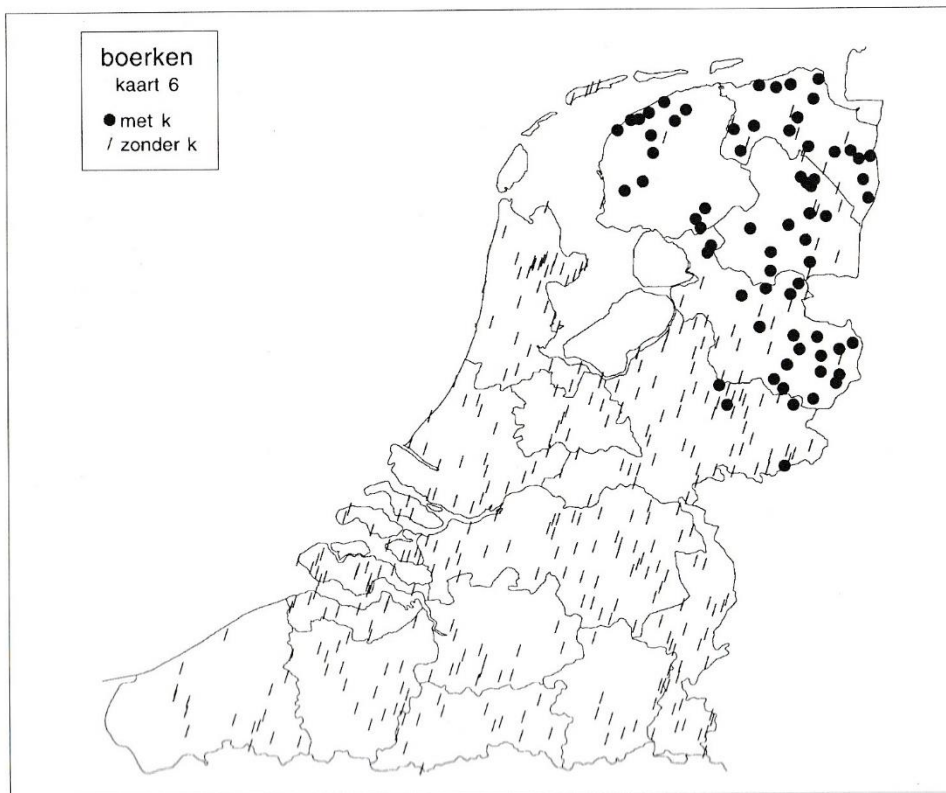 boerken
kaart 6
● met k
/ zonder k